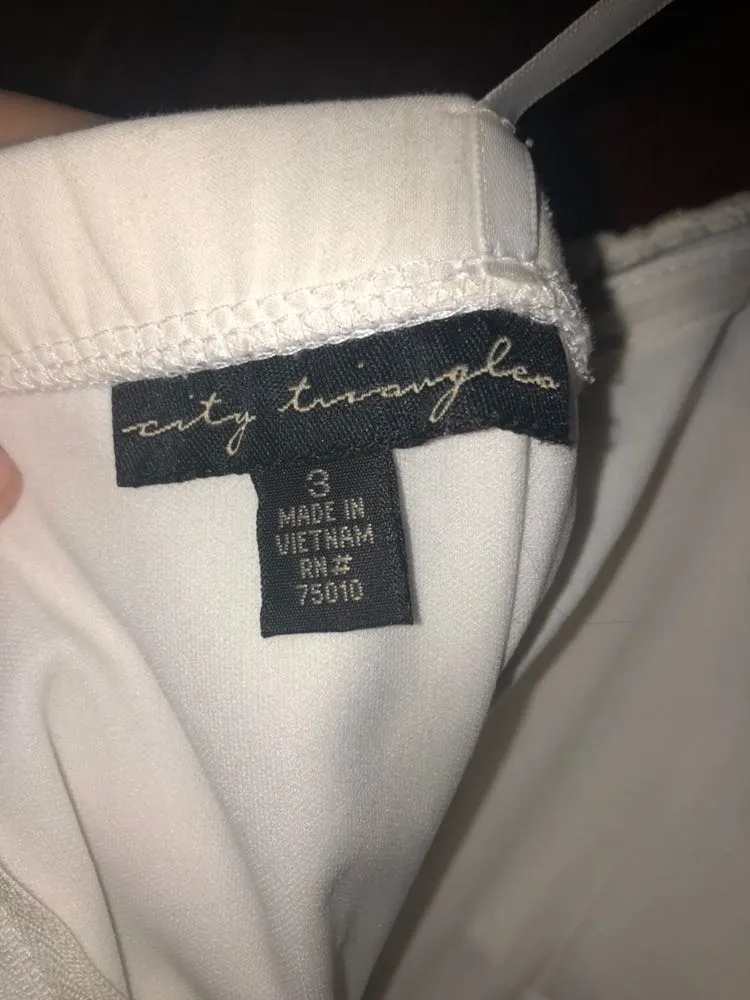 city triangles
3
MADE IN
VIETNAM
RN#
75010